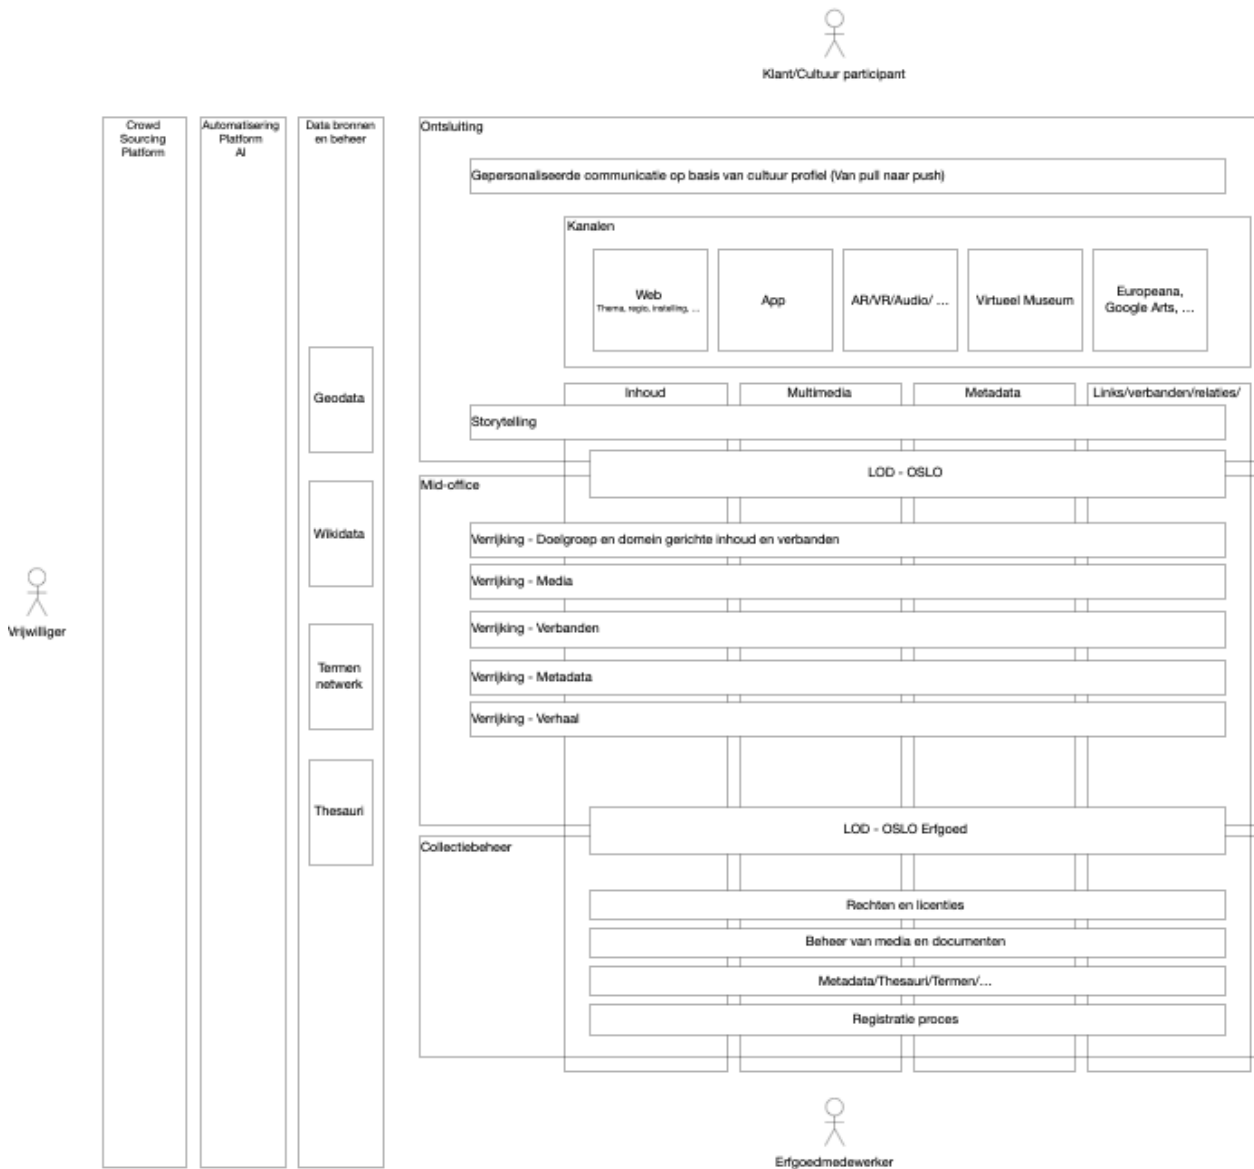 Klant/Cultuur participant
Crowd
Sourcing
Platform
Automatisering
Platform
AI
Data bronnen
en beheer
Ontsluiting
Gepersonaliseerde communicatie op basis van cultuur profiel (Van pull naar push)
Kanalen
Web
Thema, regio, instelling, ...
App
AR/VR/Audio/ ...
Virtueel Museum
Europeana,
Google Arts, ...
Geodata
Inhoud
Multimedia
Metadata
Links/verbanden/relaties/
Storytelling
LOD - OSLO
Mid-office
Wikidata
Verrijking - Doelgroep en domein gerichte inhoud en verbanden
Verrijking - Media
Vrijwilliger
Verrijking - Verbanden
Termen
netwerk
Verrijking - Metadata
Verrijking - Verhaal
Thesauri
LOD - OSLO Erfgoed
Collectiebeheer
Rechten en licenties
Beheer van media en documenten
Metadata/Thesauri/Termen/...
Registratie proces
Erfgoedmedewerker